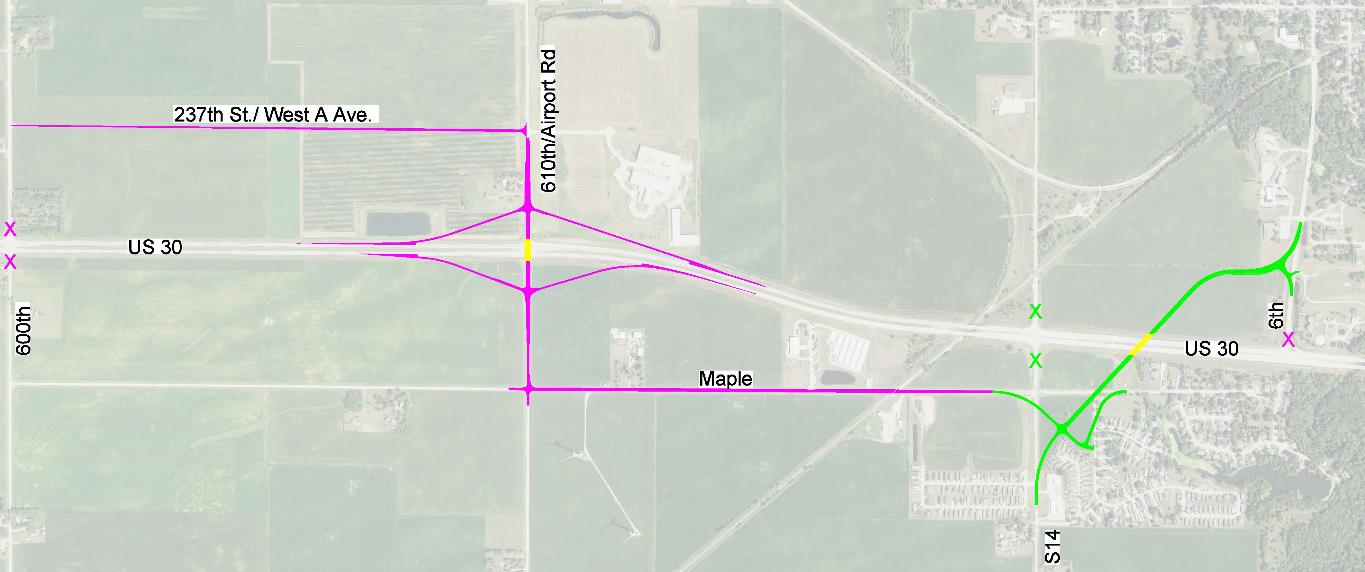 237th St./ West A Ave.
610th/Airport Rd
US 30
X
X
600th
Maple
X
X
6th
X
US 30
S14